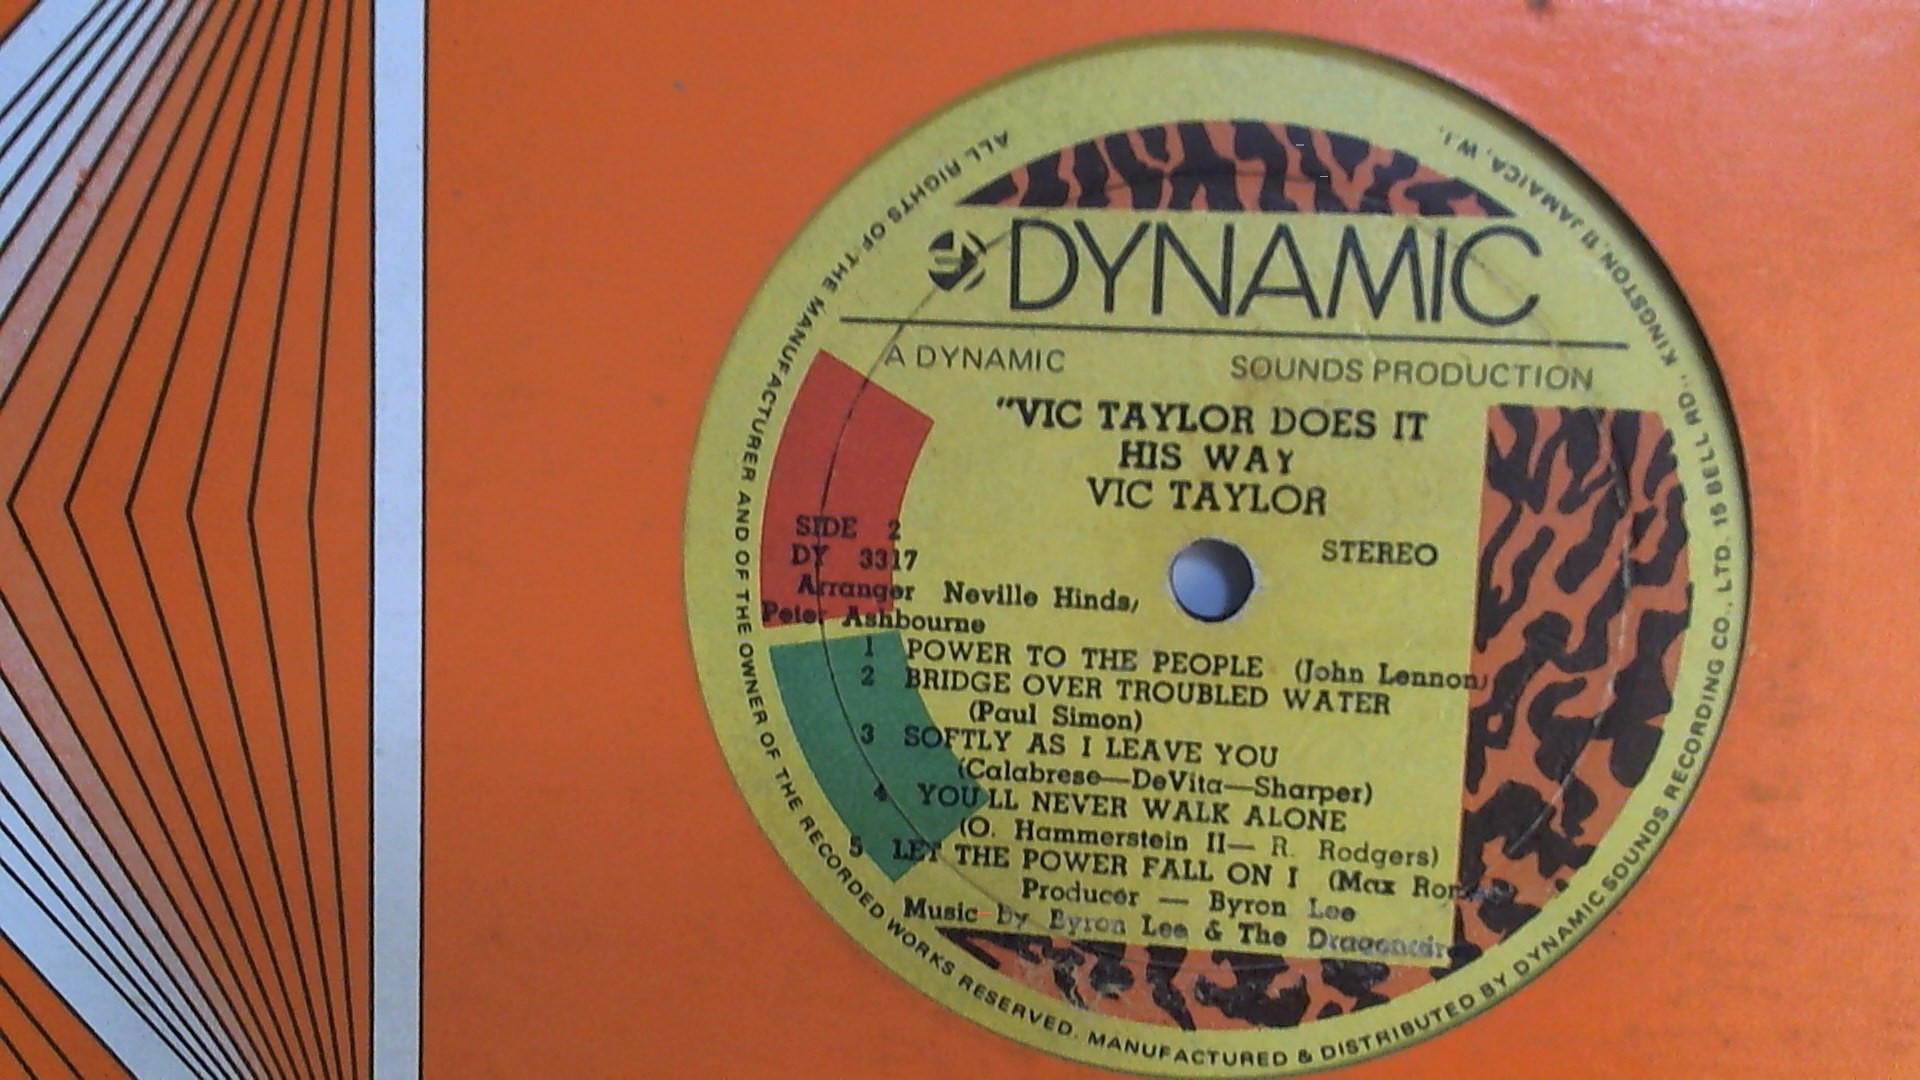 DYNAMIC
A DYNAMIC SOUNDS PRODUCTION
"VIC TAYLOR DOES IT
HIS WAY
VIC TAYLOR
STEREO
SIDE 2
DY 3317
Arranger Neville Hinds,
Peter Ashbourne
1 POWER TO THE PEOPLE (John Lennon)
2 BRIDGE OVER TROUBLED WATER
(Paul Simon)
3 SOFTLY AS I LEAVE YOU
(Calabrese—DeVita—Sharper)
4 YOU'LL NEVER WALK ALONE
(O. Hammerstein II— R. Rodgers)
5 LET THE POWER FALL ON I (Max
Producer — Byron Lee
Music By Byron Lee & The
ALL RIGHTS OF THE MANUFACTURER AND OF THE OWNER OF THE RECORDED WORKS RESERVED. MANUFACTURED & DISTRIBUTED BY DYNAMIC SOUNDS RECORDING CO., LTD. 15 BELL RD., KINGSTON 11 JAMAICA, W.I.